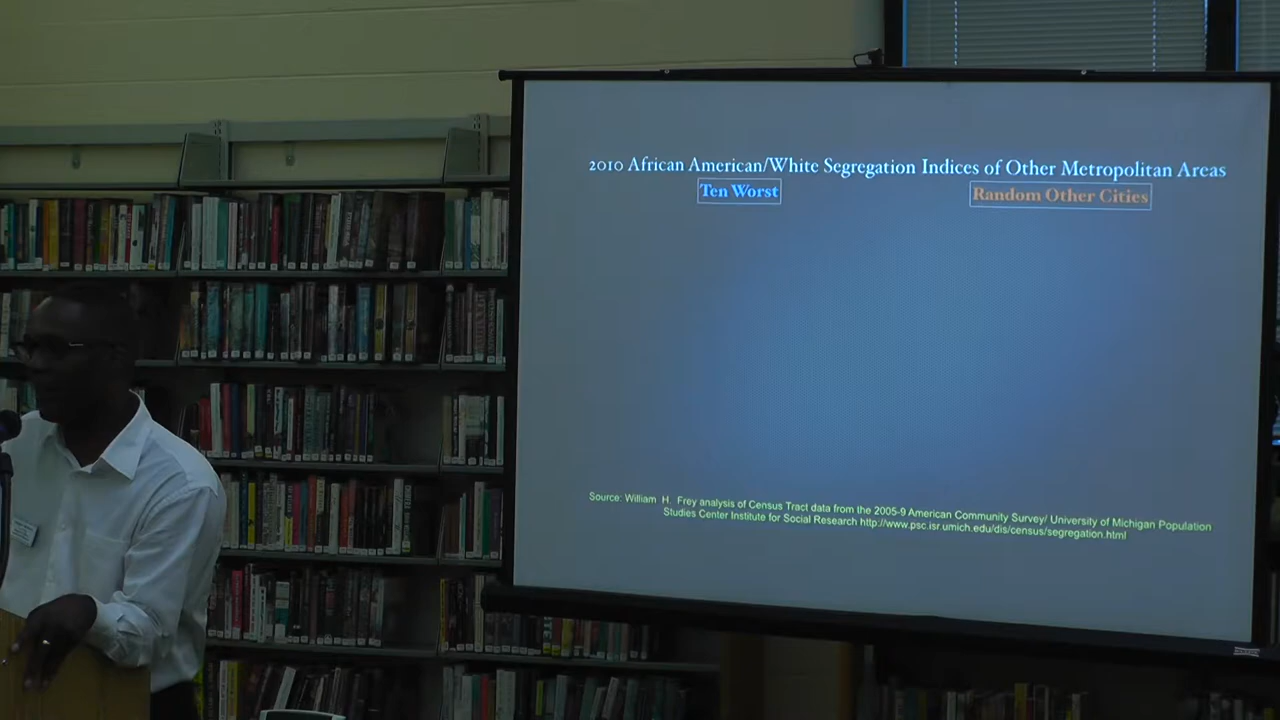 2010 African American/White Segregation Indices of Other Metropolitan Areas
Ten Worst
Random Other Cities
Source: William H. Frey analysis of Census Tract data from the 2005-9 American Community Survey/ University of Michigan Population
Studies Center Institute for Social Research http://www.psc.isr.umich.edu/dis/census/segregation.html